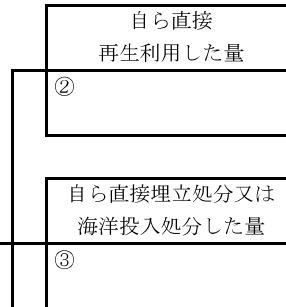 自ら直接
再生利用した量
②
自ら直接埋立処分又は
海洋投入処分した量
③